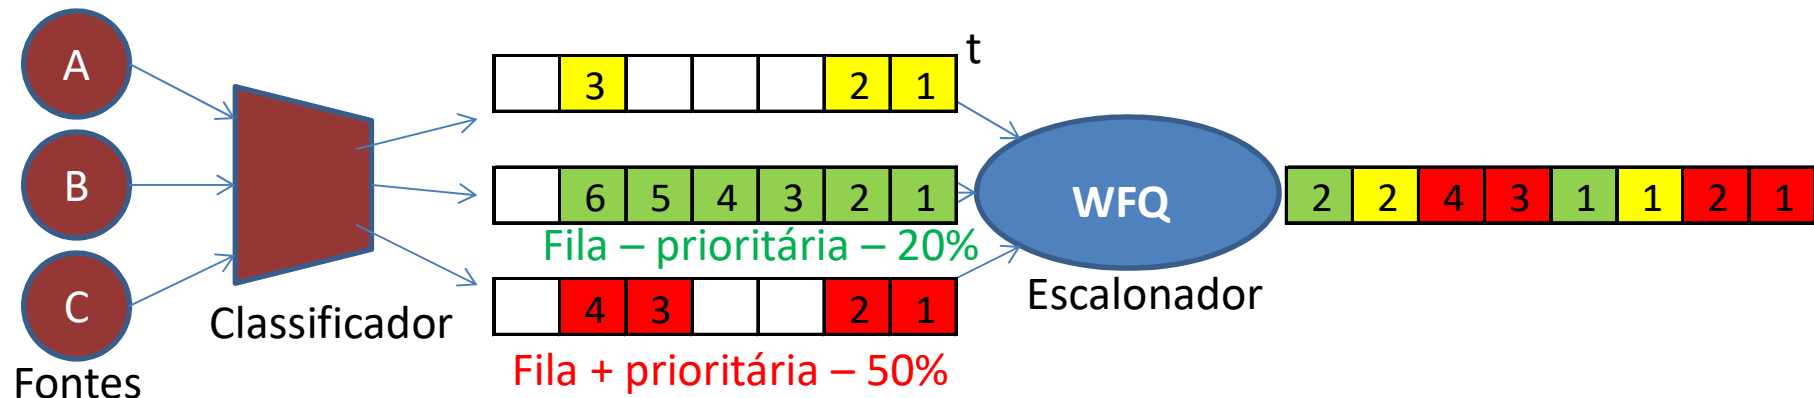 A
B
C
Fontes
Classificador
t
3 2 1
6 5 4 3 2 1
Fila – prioritária – 20%
4 3 2 1
Fila + prioritária – 50%
WFQ
Escalonador
2 2 4 3 1 1 2 1